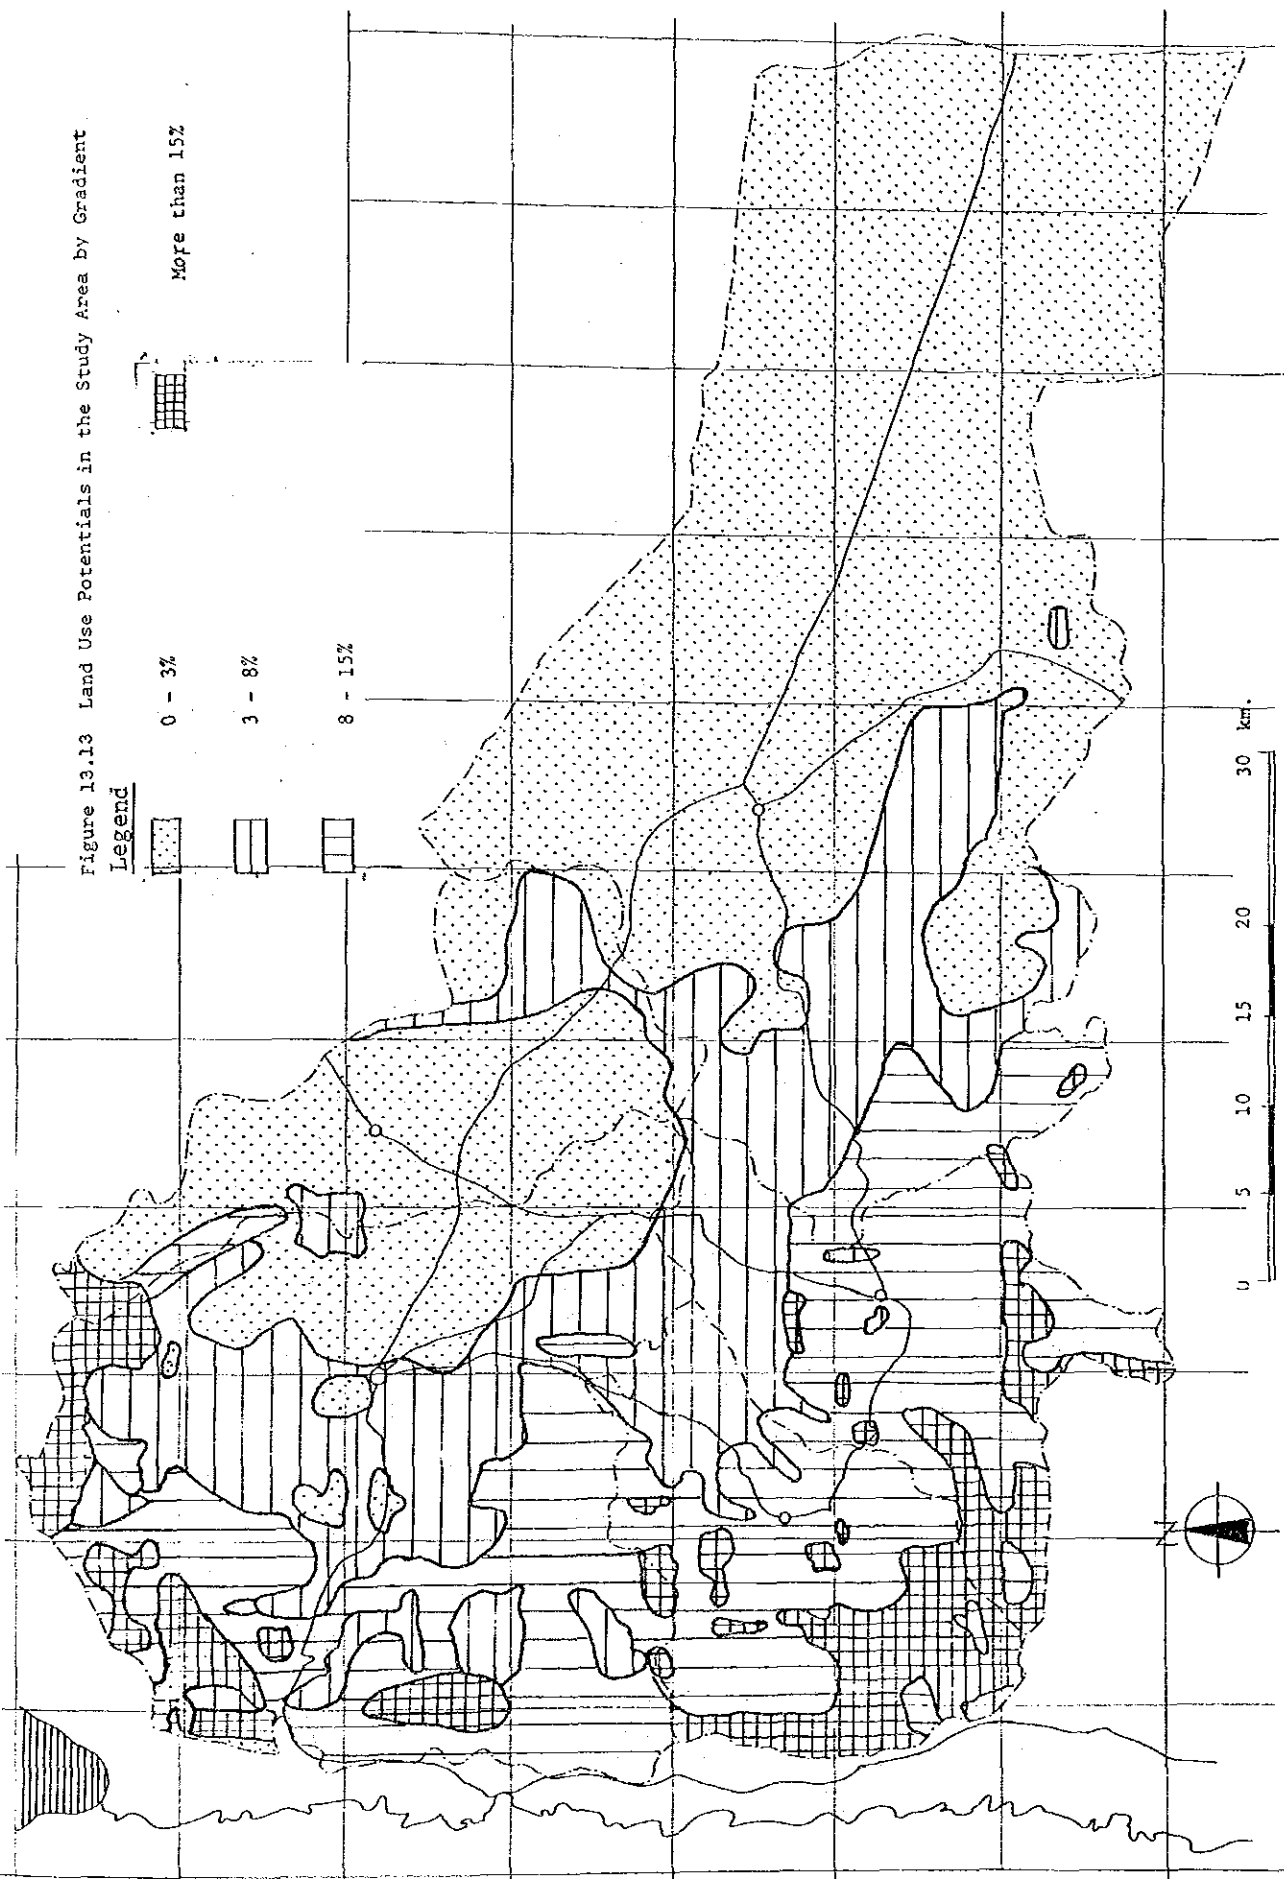 Figure 13.13 Land Use Potentials in the Study Area by Gradient
Legend
0 - 3%
3 - 8%
8 - 15%
More than 15%
0 5 10 15 20 30 km.
N